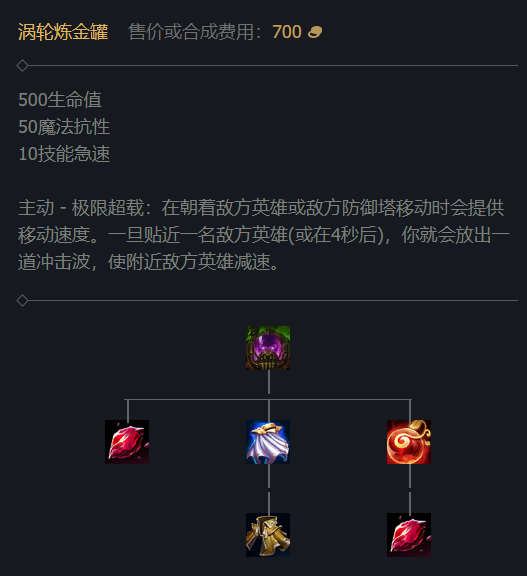 涡轮炼金罐 售价或合成费用：700
500生命值
50魔法抗性
10技能急速
主动 - 极限超载：在朝着敌方英雄或敌方防御塔移动时会提供
移动速度。一旦贴近一名敌方英雄(或在4秒后)，你就会放出一
道冲击波，使附近敌方英雄减速。